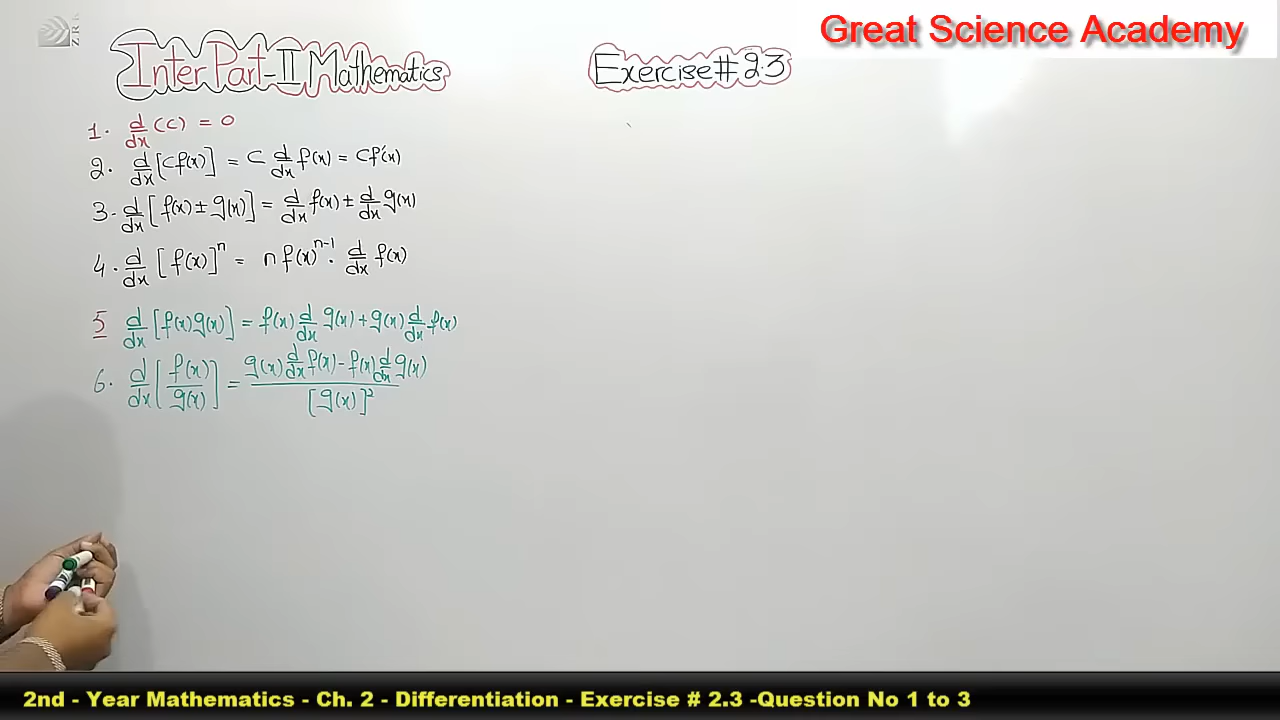 Great Science Academy
Inter Part-II Mathematics
Exercise # 2.3
1. d/dx (c) = 0
2. d/dx [cf(x)] = c d/dx f(x) = cf'(x)
3. d/dx [f(x) ± g(x)] = d/dx f(x) ± d/dx g(x)
4. d/dx [f(x)]^n = n f(x)^(n-1) . d/dx f(x)
5 d/dx [f(x)g(x)] = f(x) d/dx g(x) + g(x) d/dx f(x)
6. d/dx [f(x)/g(x)] = (g(x) d/dx f(x) - f(x) d/dx g(x)) / [g(x)]^2
2nd - Year Mathematics - Ch. 2 - Differentiation - Exercise # 2.3 -Question No 1 to 3